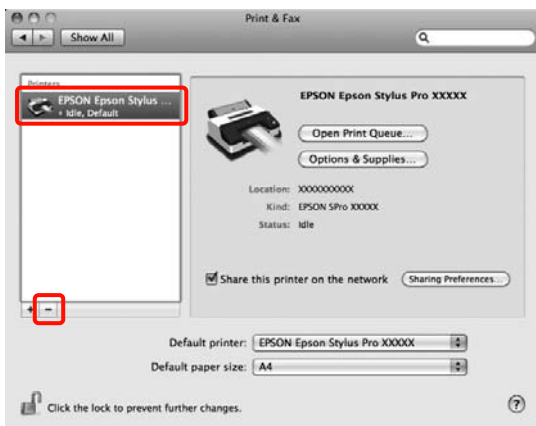 Print & Fax
Show All
Printers
EPSON Epson Stylus ...
• Idle, Default
EPSON Epson Stylus Pro XXXXX
Open Print Queue...
Options & Supplies...
Location: XXXXXXXXXX
Kind: EPSON SPro XXXXX
Status: Idle
Share this printer on the network
Sharing Preferences...
+ −
Default printer: EPSON Epson Stylus Pro XXXXX
Default paper size: A4
Click the lock to prevent further changes.
?